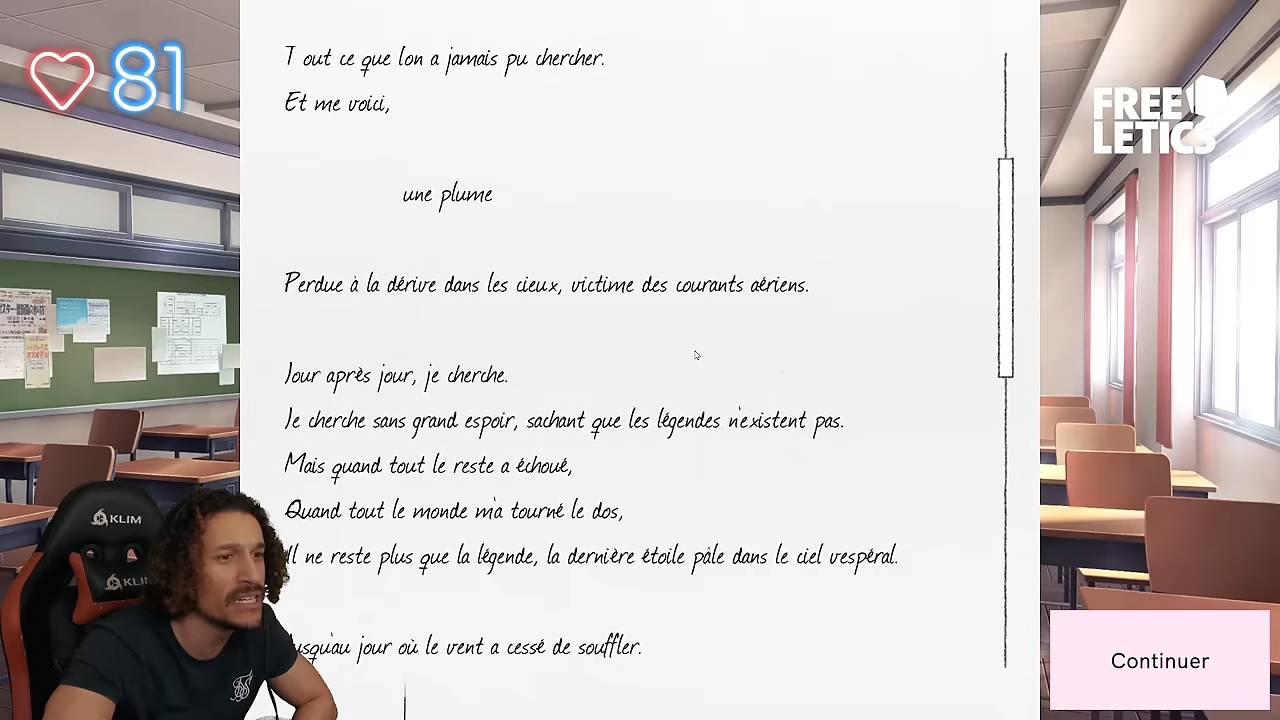 81
FREE
LETICS
T out ce que lon a jamais pu chercher.
Et me voici,
une plume
Perdue à la dérive dans les cieux, victime des courants aériens.
Jour après jour, je cherche.
Je cherche sans grand espoir, sachant que les légendes n'existent pas.
Mais quand tout le reste a échoué,
Quand tout le monde m'a tourné le dos,
Il ne reste plus que la légende, la dernière étoile pâle dans le ciel vespéral.
Jusqu'au jour où le vent a cessé de souffler.
KLIM
KLIM
Continuer